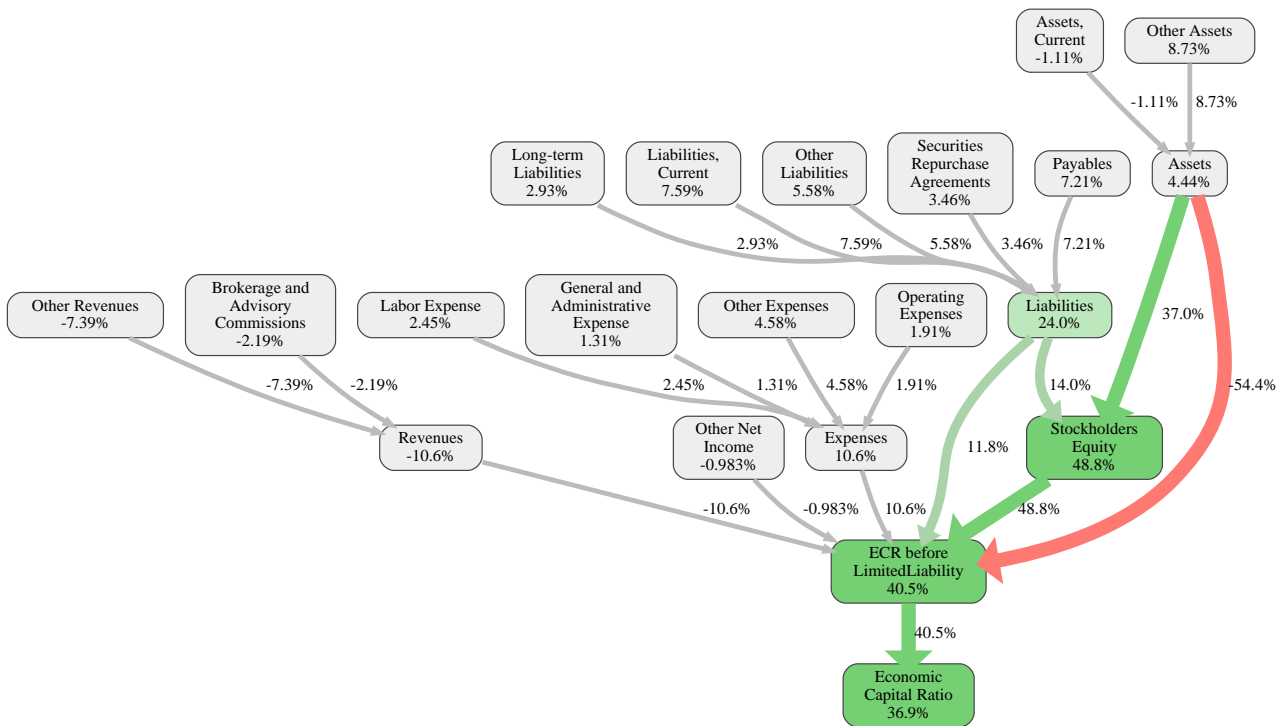 Assets,
Current
-1.11%
Other Assets
8.73%
-1.11%
8.73%
Long-term
Liabilities
2.93%
Liabilities,
Current
7.59%
Other
Liabilities
5.58%
Securities
Repurchase
Agreements
3.46%
Payables
7.21%
Assets
4.44%
2.93%
7.59%
5.58%
3.46%
7.21%
Other Revenues
-7.39%
Brokerage and
Advisory
Commissions
-2.19%
Labor Expense
2.45%
General and
Administrative
Expense
1.31%
Other Expenses
4.58%
Operating
Expenses
1.91%
Liabilities
24.0%
37.0%
-7.39%
-2.19%
2.45%
1.31%
4.58%
1.91%
14.0%
-54.4%
Revenues
-10.6%
Other Net
Income
-0.983%
Expenses
10.6%
11.8%
Stockholders
Equity
48.8%
-10.6%
-0.983%
10.6%
48.8%
ECR before
LimitedLiability
40.5%
40.5%
Economic
Capital Ratio
36.9%